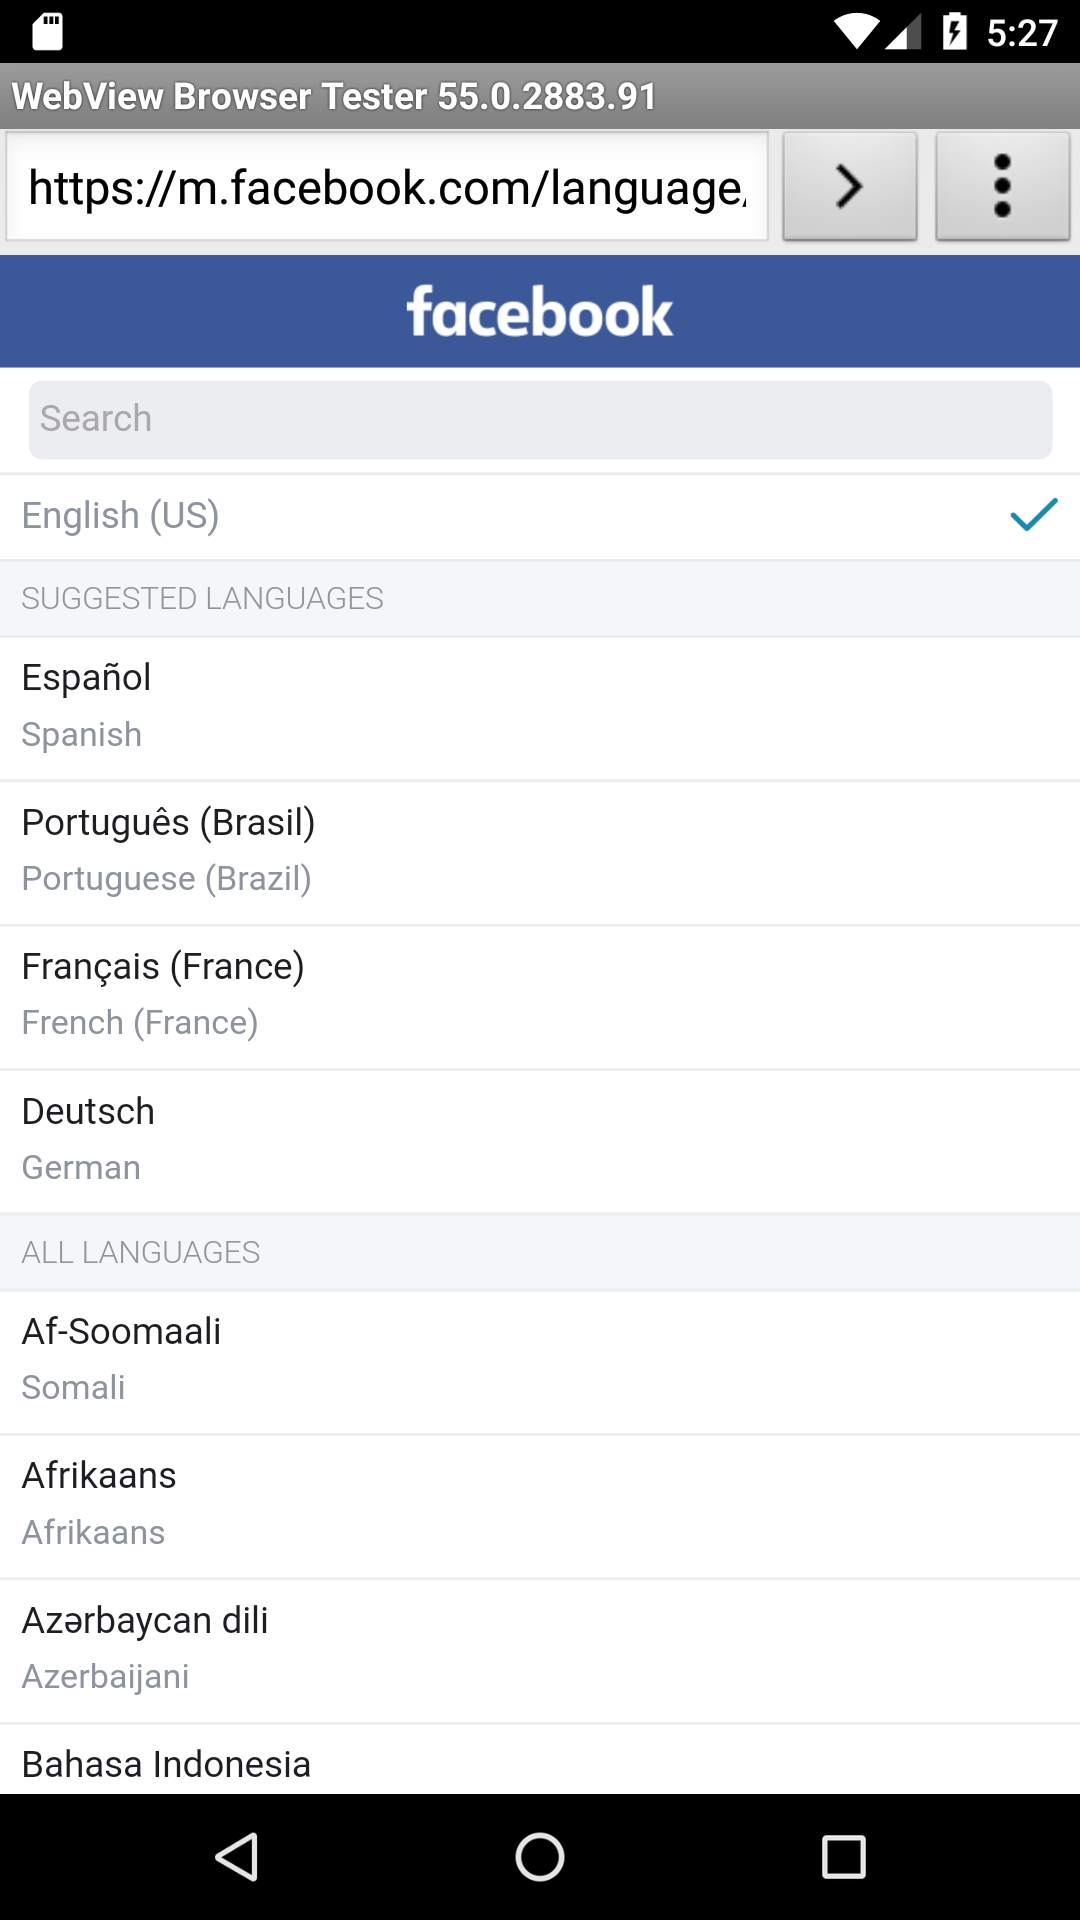 5:27
WebView Browser Tester 55.0.2883.91
https://m.facebook.com/language/
facebook
Search
English (US)
SUGGESTED LANGUAGES
Español
Spanish
Português (Brasil)
Portuguese (Brazil)
Français (France)
French (France)
Deutsch
German
ALL LANGUAGES
Af-Soomaali
Somali
Afrikaans
Afrikaans
Azərbaycan dili
Azerbaijani
Bahasa Indonesia